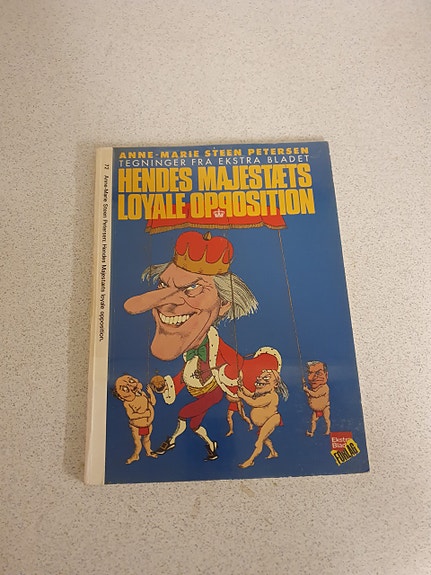 ANNE-MARIE STEEN PETERSEN
TEGNINGER FRA EKSTRA BLADET
HENDES MAJESTÆTS
LOYALE OPPOSITION
72 Anne-Marie Steen Petersen: Hendes Majestæts loyale opposition.
Ekstra
Blad
FORLAG